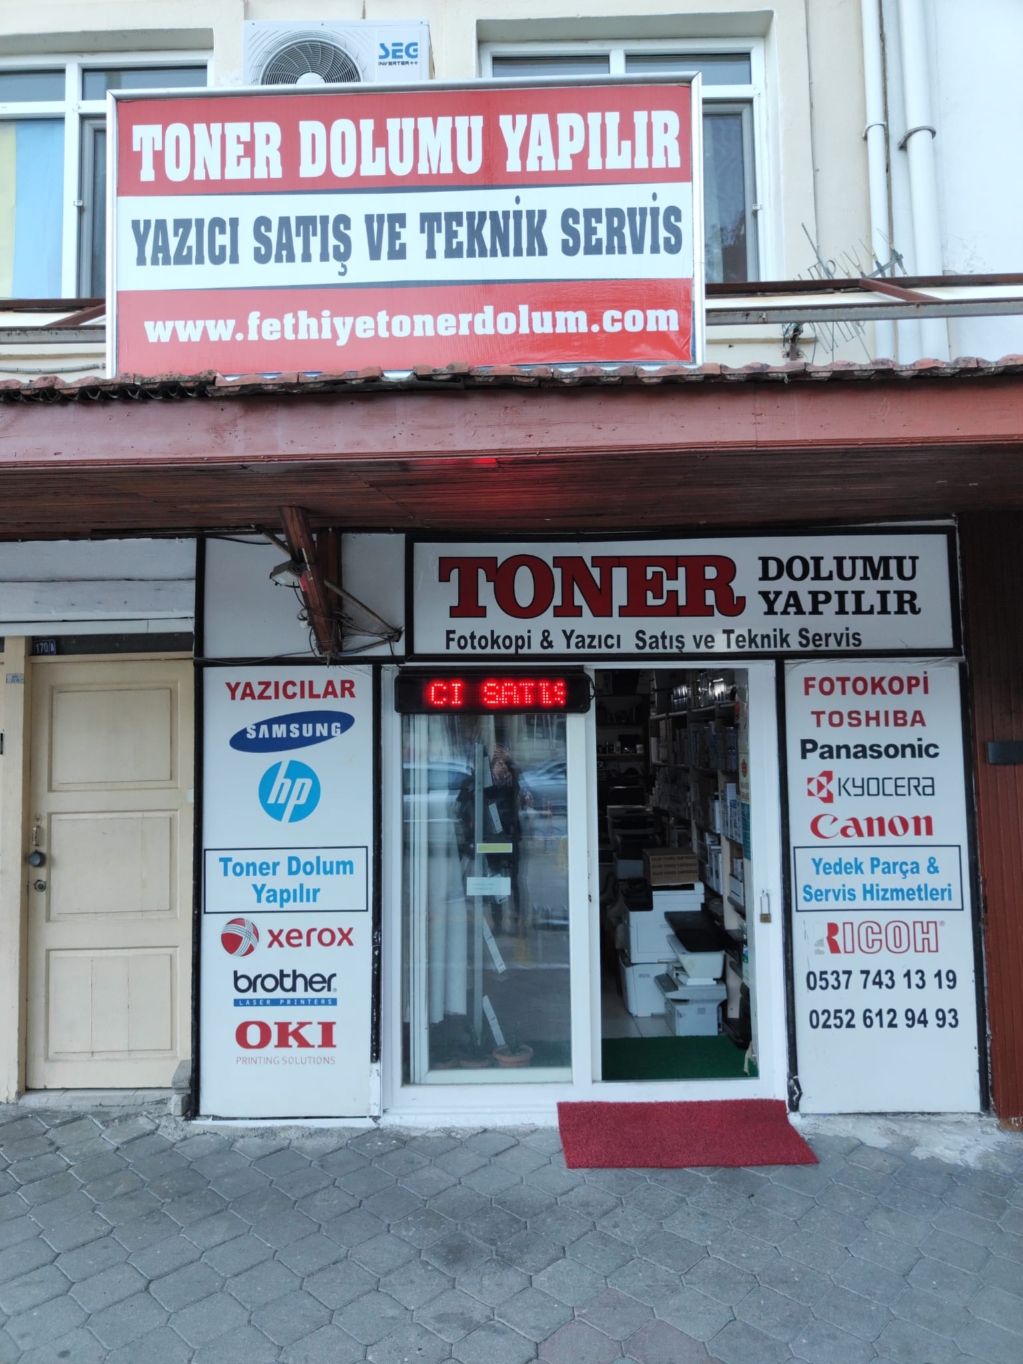 SEG
INVERTER++
TONER DOLUMU YAPILIR
YAZICI SATIŞ VE TEKNİK SERVİS
www.fethiyetonerdolum.com
TONER DOLUMU YAPILIR
Fotokopi & Yazıcı Satış ve Teknik Servis
CI SATIŞ
YAZICILAR
SAMSUNG
hp
Toner Dolum
Yapılır
xerox
brother
LASER PRINTERS
OKI
PRINTING SOLUTIONS
FOTOKOPİ
TOSHIBA
Panasonic
KYOCERA
Canon
Yedek Parça &
Servis Hizmetleri
RICOH
0537 743 13 19
0252 612 94 93